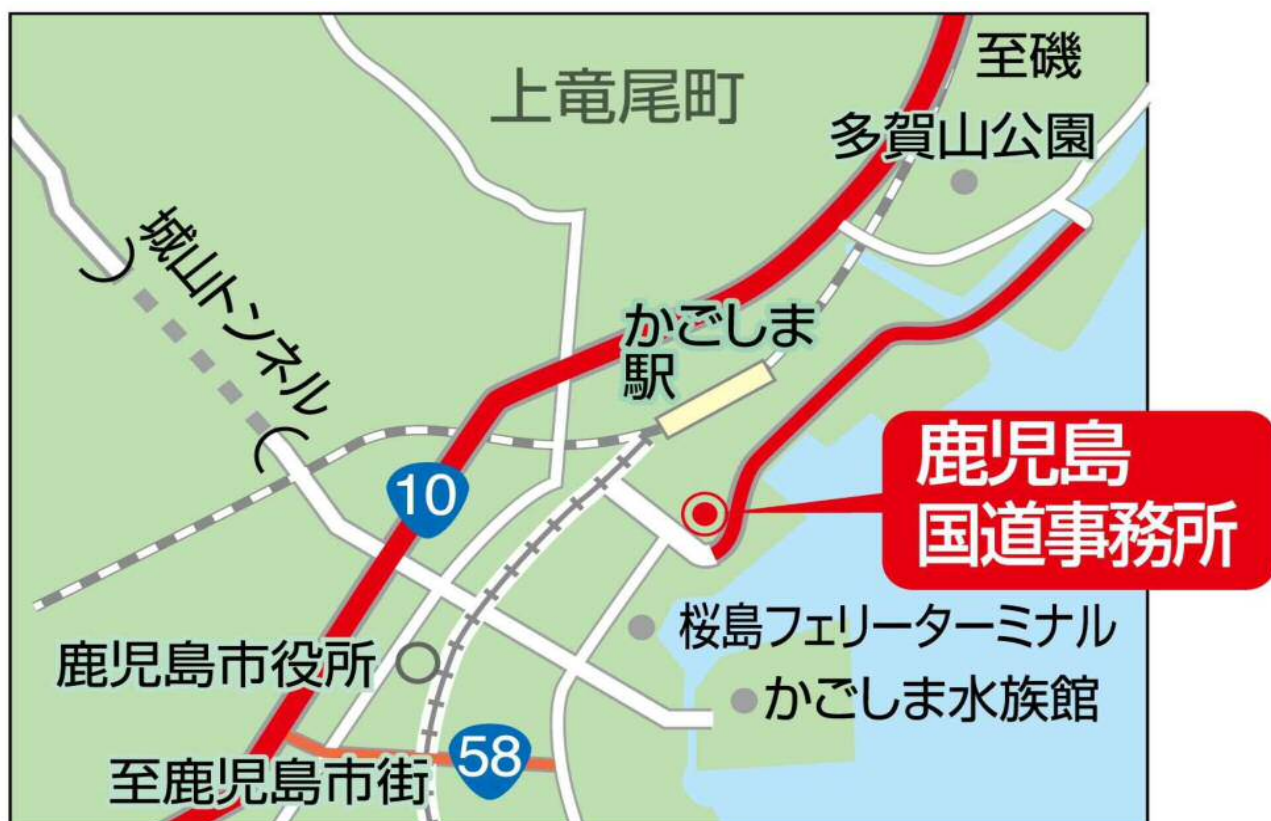 至磯
上竜尾町
多賀山公園
城山トンネル
かごしま
駅
鹿児島
国道事務所
10
桜島フェリーターミナル
鹿児島市役所
かごしま水族館
58
至鹿児島市街